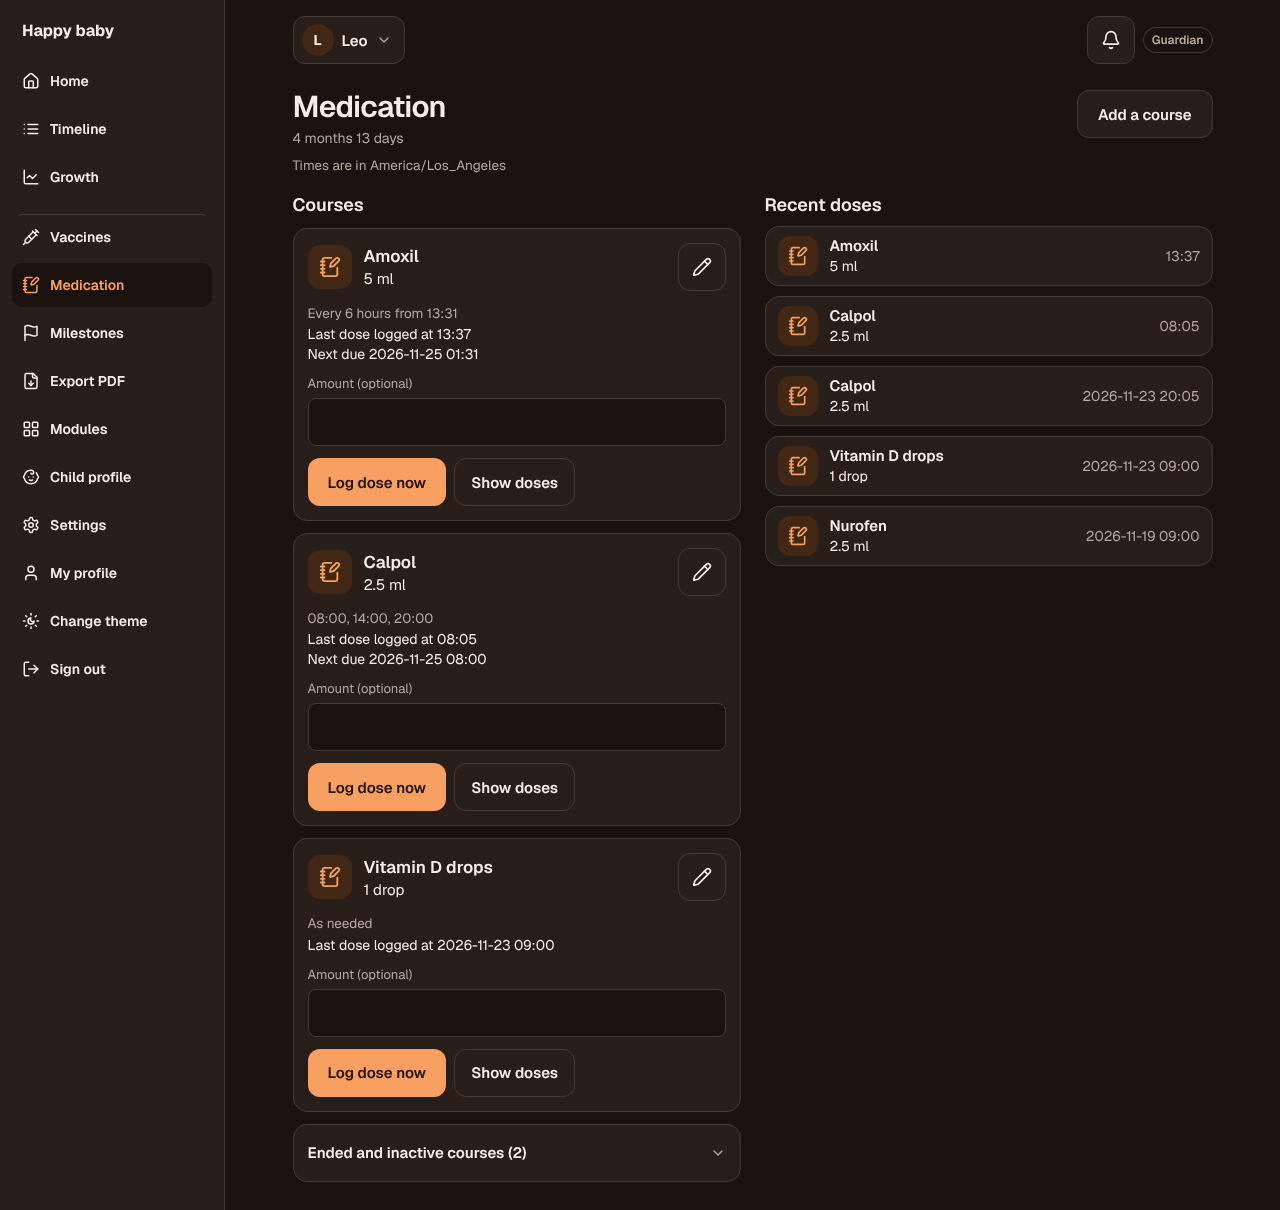 Happy baby
Home
Timeline
Growth
Vaccines
Medication
Milestones
Export PDF
Modules
Child profile
Settings
My profile
Change theme
Sign out
L Leo
Guardian
Medication
4 months 13 days
Times are in America/Los_Angeles
Add a course
Courses
Amoxil
5 ml
Every 6 hours from 13:31
Last dose logged at 13:37
Next due 2026-11-25 01:31
Amount (optional)
Log dose now
Show doses
Calpol
2.5 ml
08:00, 14:00, 20:00
Last dose logged at 08:05
Next due 2026-11-25 08:00
Amount (optional)
Log dose now
Show doses
Vitamin D drops
1 drop
As needed
Last dose logged at 2026-11-23 09:00
Amount (optional)
Log dose now
Show doses
Ended and inactive courses (2)
Recent doses
Amoxil
5 ml
13:37
Calpol
2.5 ml
08:05
Calpol
2.5 ml
2026-11-23 20:05
Vitamin D drops
1 drop
2026-11-23 09:00
Nurofen
2.5 ml
2026-11-19 09:00